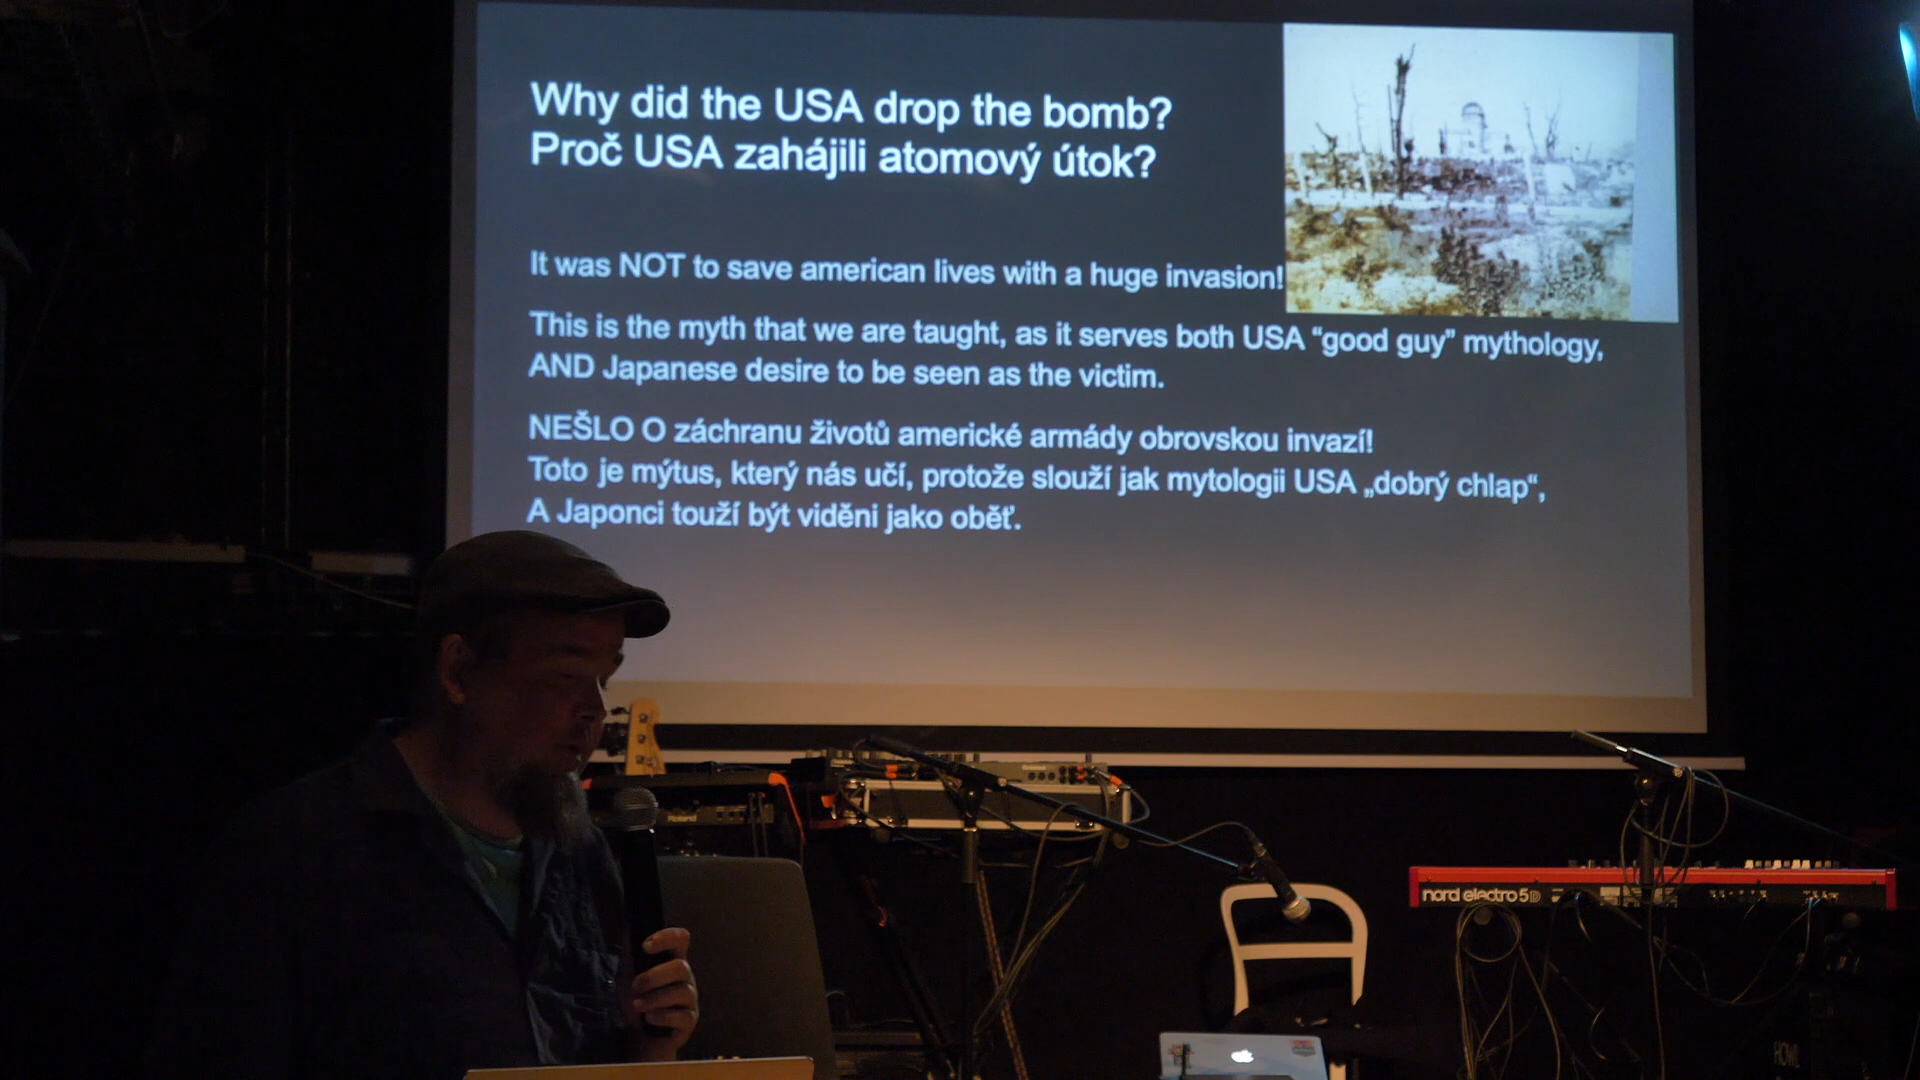 Why did the USA drop the bomb?
Proč USA zahájili atomový útok?
It was NOT to save american lives with a huge invasion!
This is the myth that we are taught, as it serves both USA “good guy” mythology,
AND Japanese desire to be seen as the victim.
NEŠLO O záchranu životů americké armády obrovskou invazí!
Toto je mýtus, který nás učí, protože slouží jak mytologii USA „dobrý chlap“,
A Japonci touží být viděni jako oběť.
Roland
nord electro 5D
HOWL